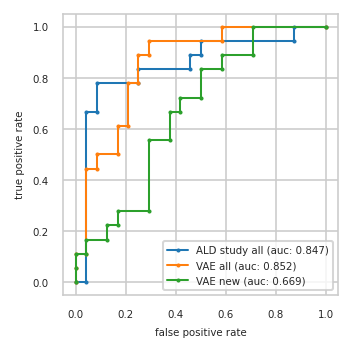 true positive rate
1.0
0.8
0.6
0.4
0.2
0.0
ALD study all (auc: 0.847)
VAE all (auc: 0.852)
VAE new (auc: 0.669)
0.0 0.2 0.4 0.6 0.8 1.0
false positive rate